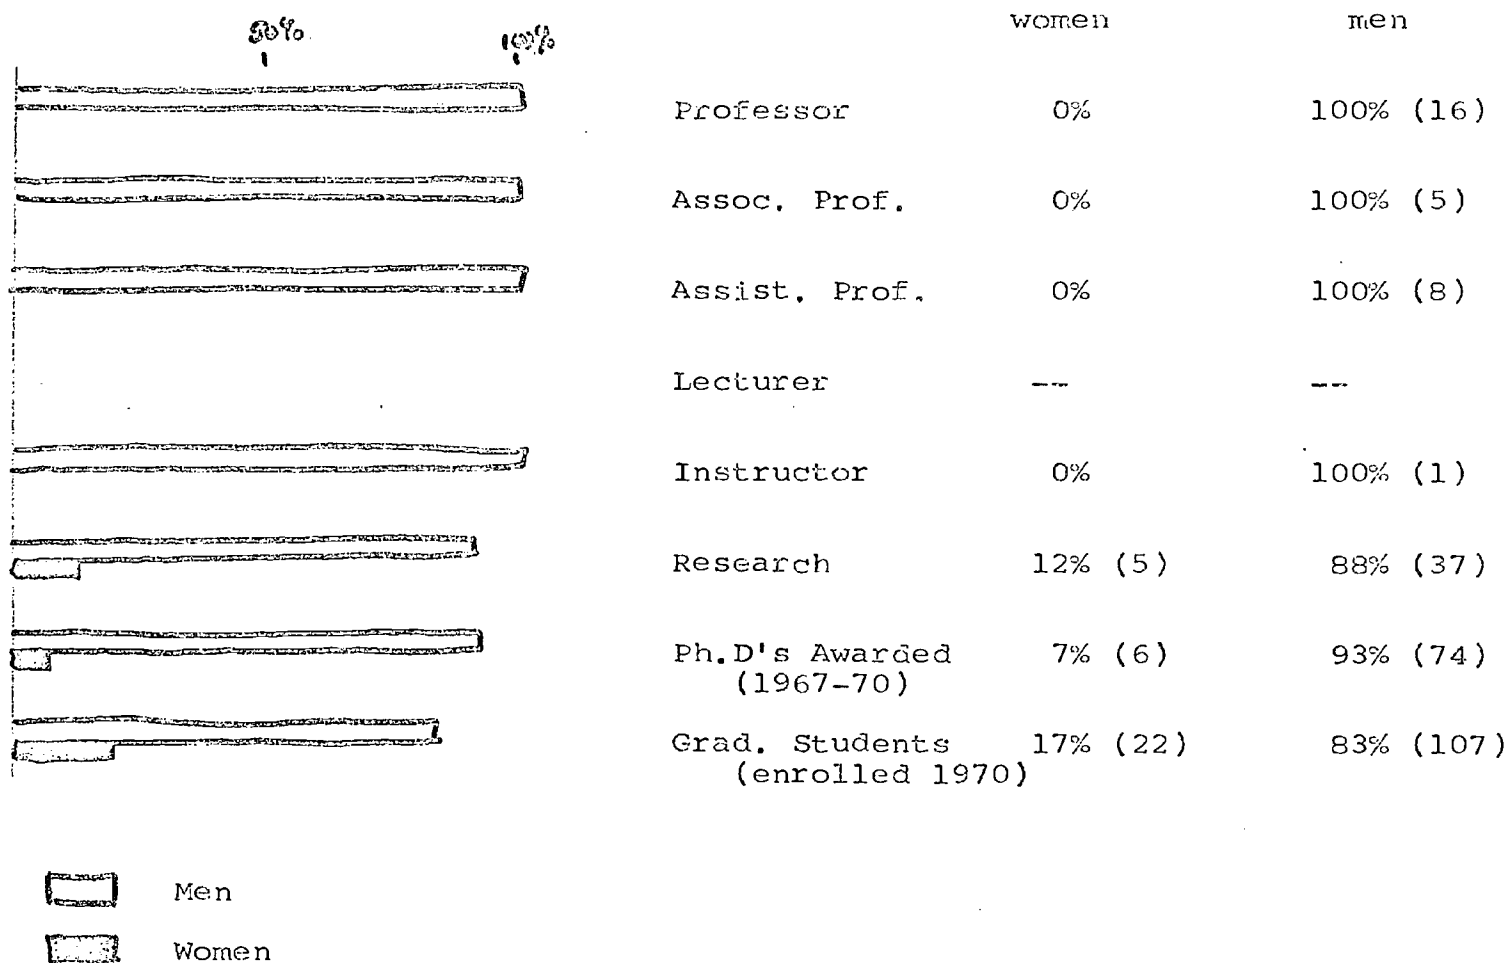 50%
100%
women men
Professor 0% 100% (16)
Assoc. Prof. 0% 100% (5)
Assist. Prof. 0% 100% (8)
Lecturer -- --
Instructor 0% 100% (1)
Research 12% (5) 88% (37)
Ph.D's Awarded 7% (6) 93% (74)
(1967-70)
Grad. Students 17% (22) 83% (107)
(enrolled 1970)
Men
Women